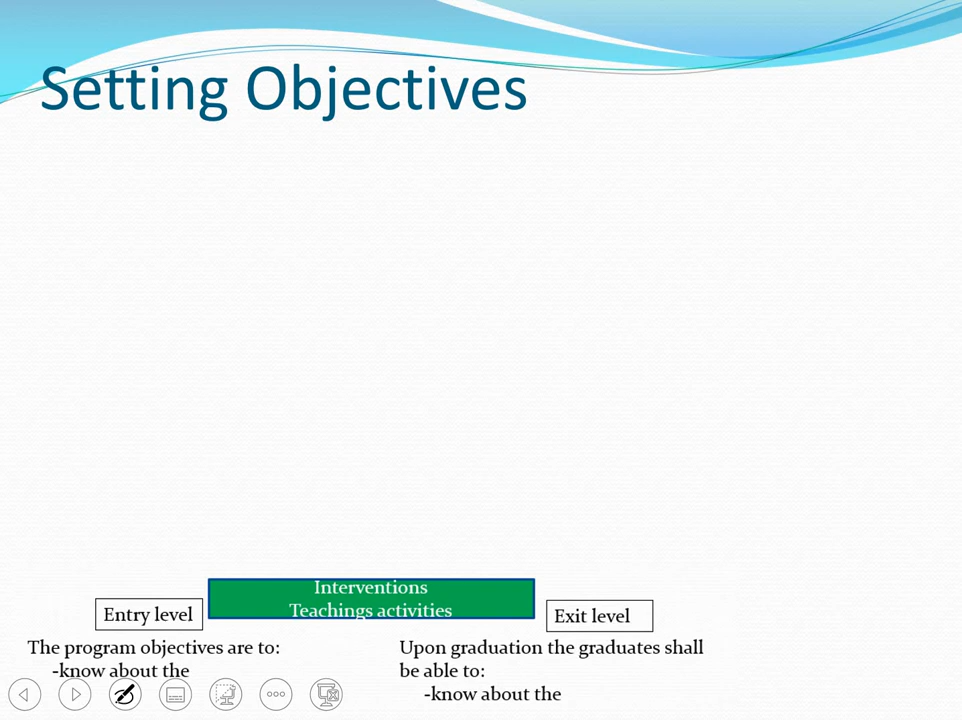 Setting Objectives
Interventions
Teachings activities
Entry level
Exit level
The program objectives are to:
-know about the
Upon graduation the graduates shall
be able to:
-know about the